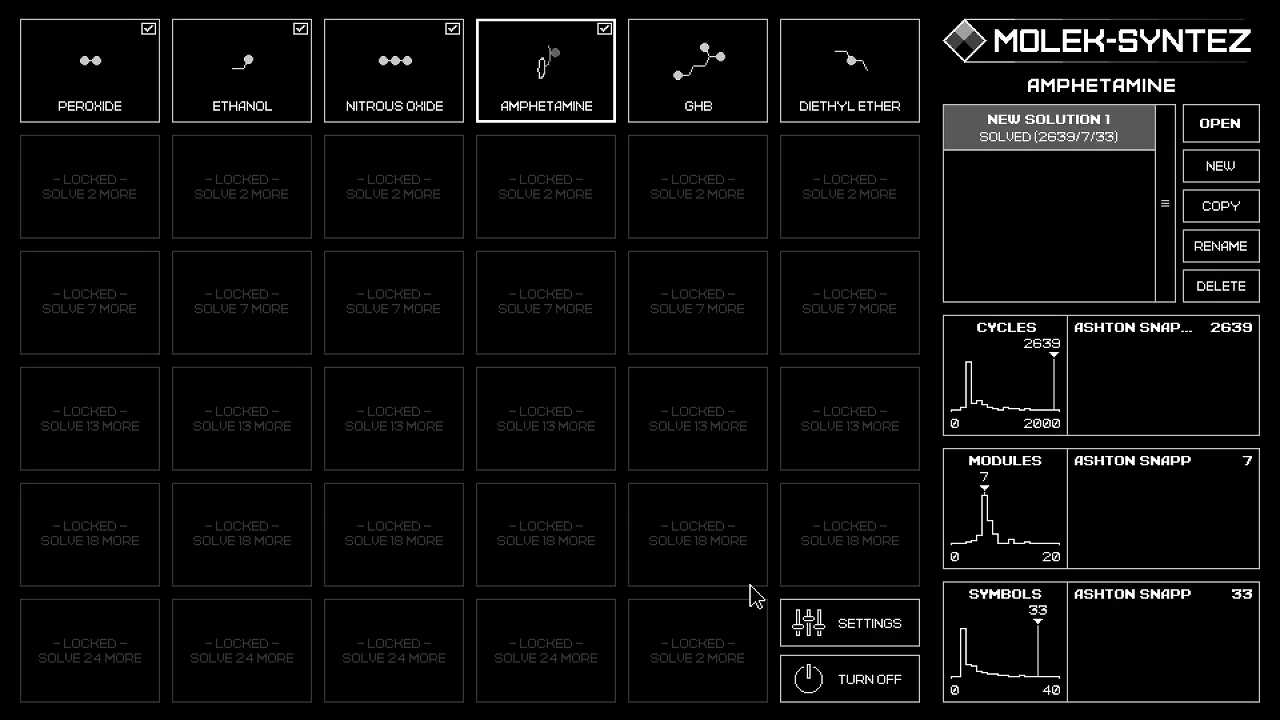 PEROXIDE
ETHANOL
NITROUS OXIDE
AMPHETAMINE
GHB
DIETHYL ETHER
– LOCKED –
SOLVE 2 MORE
– LOCKED –
SOLVE 2 MORE
– LOCKED –
SOLVE 2 MORE
– LOCKED –
SOLVE 2 MORE
– LOCKED –
SOLVE 2 MORE
– LOCKED –
SOLVE 2 MORE
– LOCKED –
SOLVE 7 MORE
– LOCKED –
SOLVE 7 MORE
– LOCKED –
SOLVE 7 MORE
– LOCKED –
SOLVE 7 MORE
– LOCKED –
SOLVE 7 MORE
– LOCKED –
SOLVE 7 MORE
– LOCKED –
SOLVE 13 MORE
– LOCKED –
SOLVE 13 MORE
– LOCKED –
SOLVE 13 MORE
– LOCKED –
SOLVE 13 MORE
– LOCKED –
SOLVE 13 MORE
– LOCKED –
SOLVE 13 MORE
– LOCKED –
SOLVE 18 MORE
– LOCKED –
SOLVE 18 MORE
– LOCKED –
SOLVE 18 MORE
– LOCKED –
SOLVE 18 MORE
– LOCKED –
SOLVE 18 MORE
– LOCKED –
SOLVE 18 MORE
– LOCKED –
SOLVE 24 MORE
– LOCKED –
SOLVE 24 MORE
– LOCKED –
SOLVE 24 MORE
– LOCKED –
SOLVE 24 MORE
– LOCKED –
SOLVE 2 MORE
SETTINGS
TURN OFF
MOLEK-SYNTEZ
AMPHETAMINE
NEW SOLUTION 1
SOLVED (2639/7/33)
OPEN
NEW
COPY
RENAME
DELETE
CYCLES
2639
0 2000
ASHTON SNAP... 2639
MODULES
7
0 20
ASHTON SNAPP 7
SYMBOLS
33
0 40
ASHTON SNAPP 33